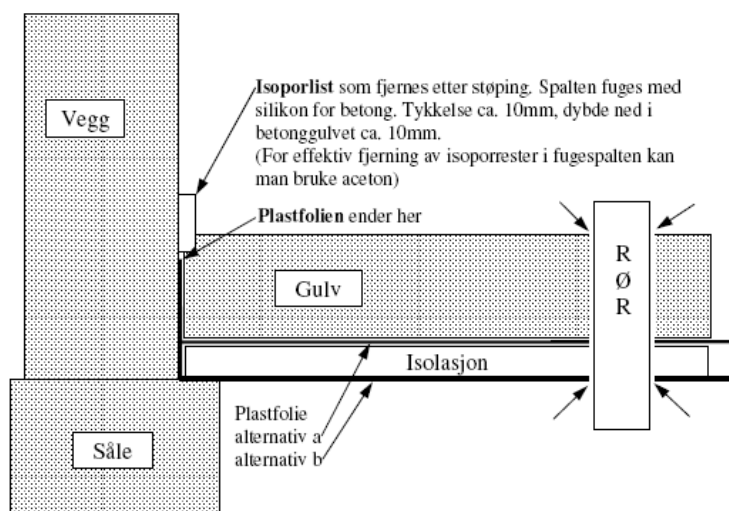 Isoporlist som fjernes etter støping. Spalten fuges med
silikon for betong. Tykkelse ca. 10mm, dybde ned i
betonggulvet ca. 10mm.
(For effektiv fjerning av isoporrester i fugespalten kan
man bruke aceton)
Vegg
Plastfolien ender her
Gulv
R
Ø
R
Isolasjon
Plastfolie
alternativ a
alternativ b
Såle